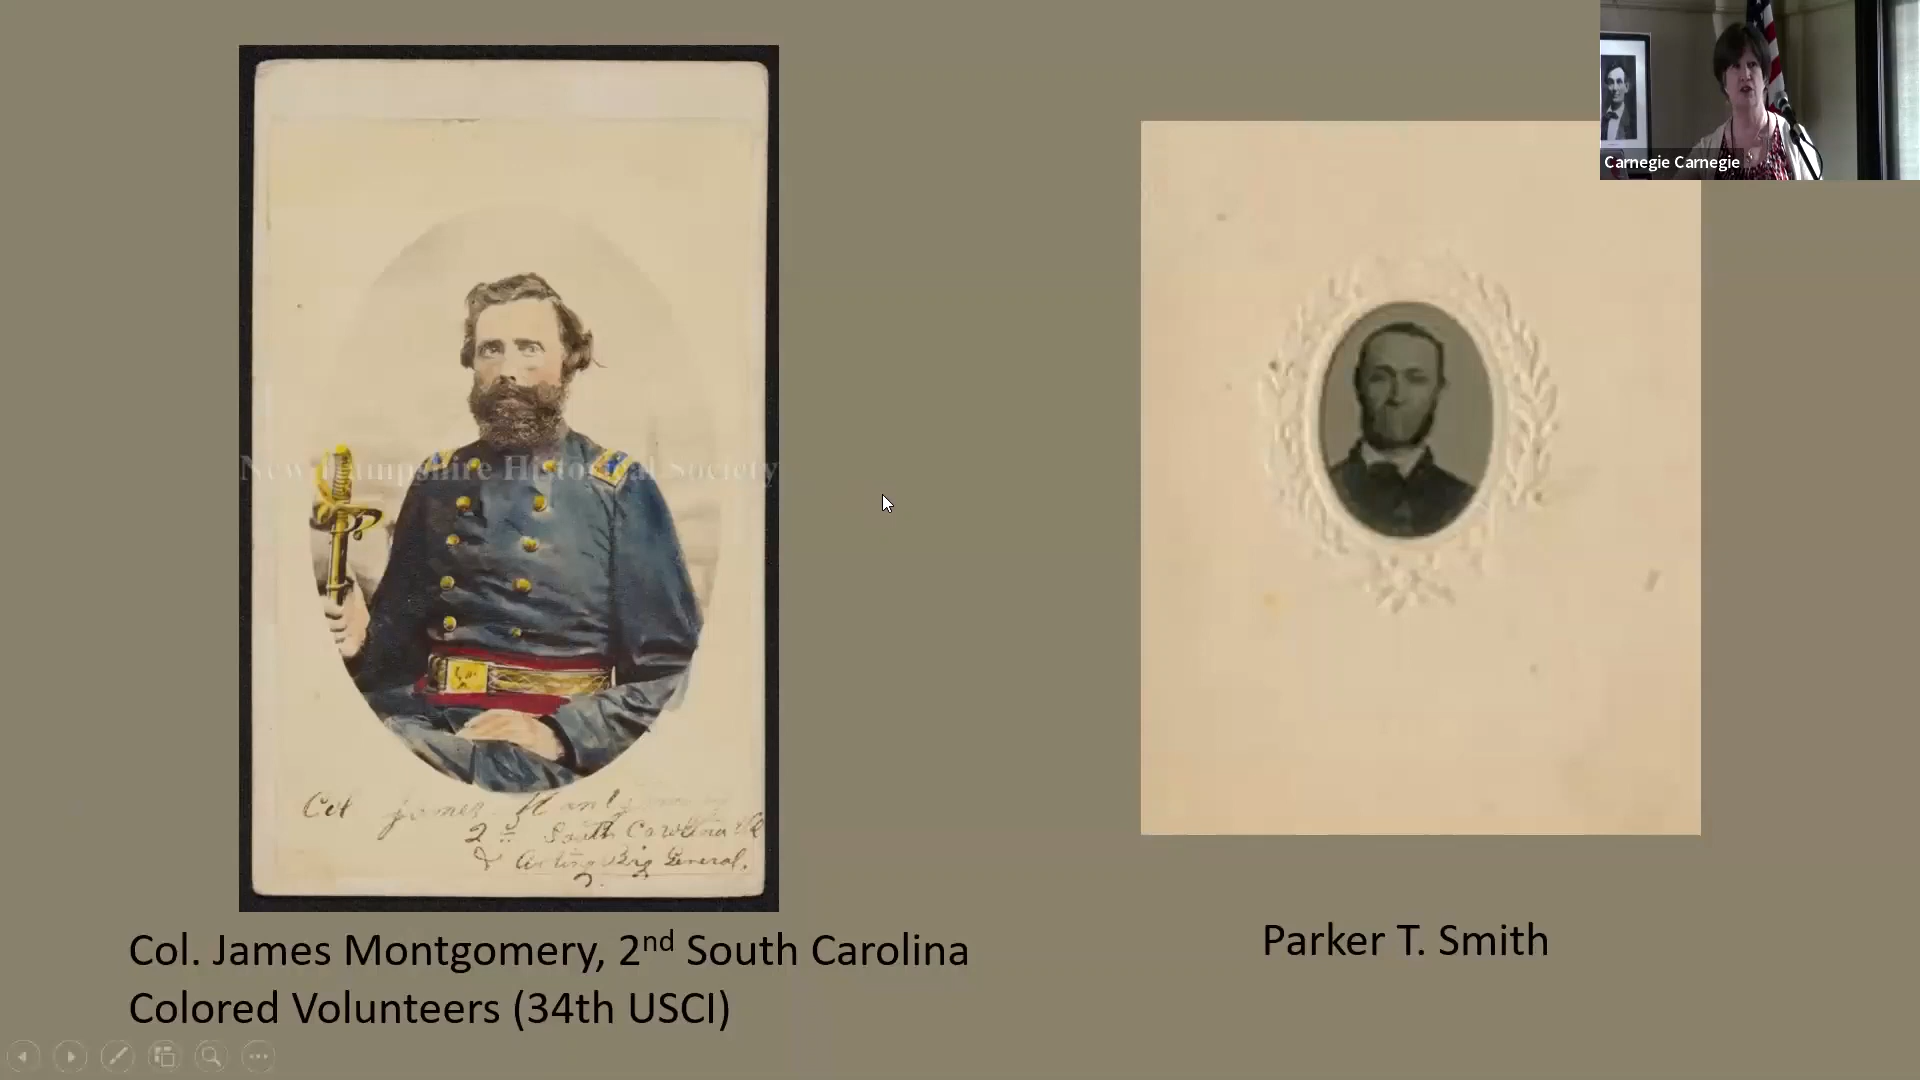 Carnegie Carnegie
New Hampshire Historical Society
Col James
2nd South Carolina Vol
& Acting Brig General.
Col. James Montgomery, 2nd South Carolina
Colored Volunteers (34th USCI)
Parker T. Smith